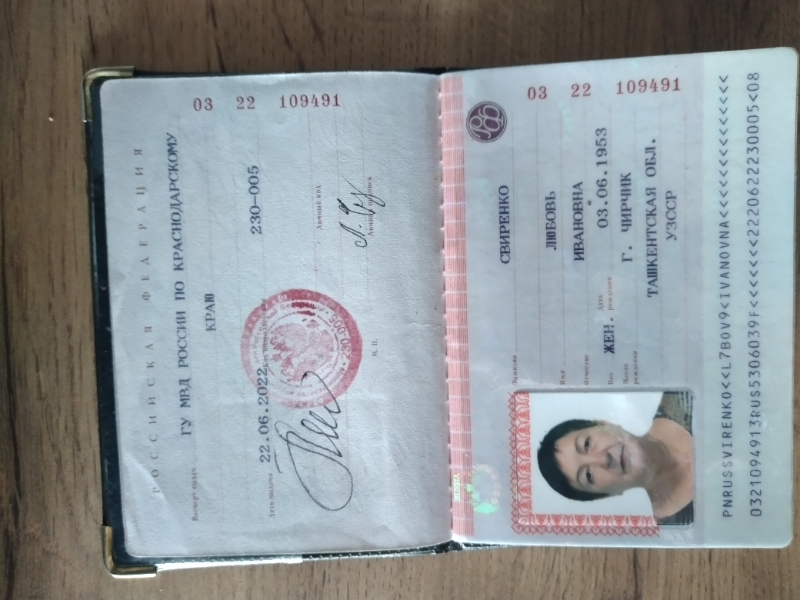 РОССИЙСКАЯ ФЕДЕРАЦИЯ
03 22 109491
Паспорт выдан
ГУ МВД РОССИИ ПО КРАСНОДАРСКОМУ
КРАЮ
Дата выдачи 22.06.2022 230-005
Личный код
Личная подпись
М. П.
03 22 109491
Фамилия СВИРЕНКО
Имя ЛЮБОВЬ
Отчество ИВАНОВНА
Пол ЖЕН. Дата рождения 03.06.1953
Место рождения Г. ЧИРЧИК
ТАШКЕНТСКАЯ ОБЛ.
УЗССР
PNRUSSVIRENKO<<L7BOV9<IVANOVNA<<<<<<<<<<<<<<
0321094913RUS5306039F<<<<<<<2220622230005<08